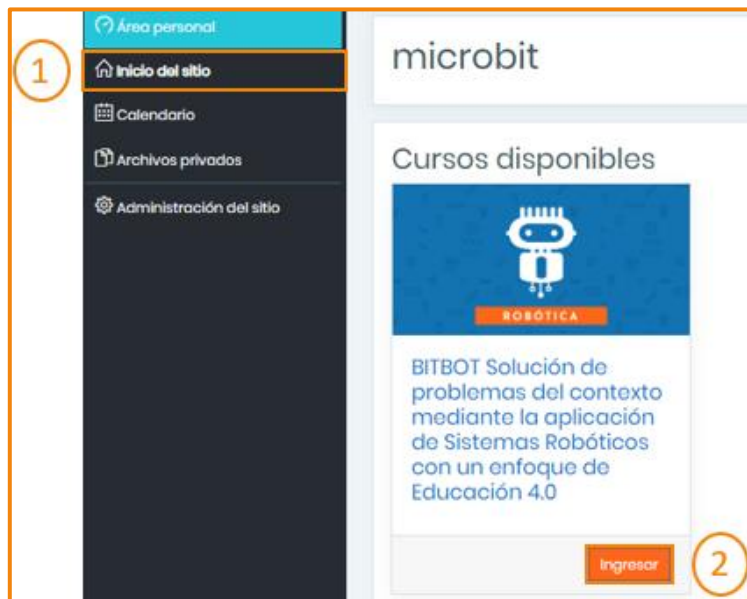 Área personal
1
Inicio del sitio
Calendario
Archivos privados
Administración del sitio
microbit
Cursos disponibles
ROBÓTICA
BITBOT Solución de
problemas del contexto
mediante la aplicación
de Sistemas Robóticos
con un enfoque de
Educación 4.0
Ingresar
2